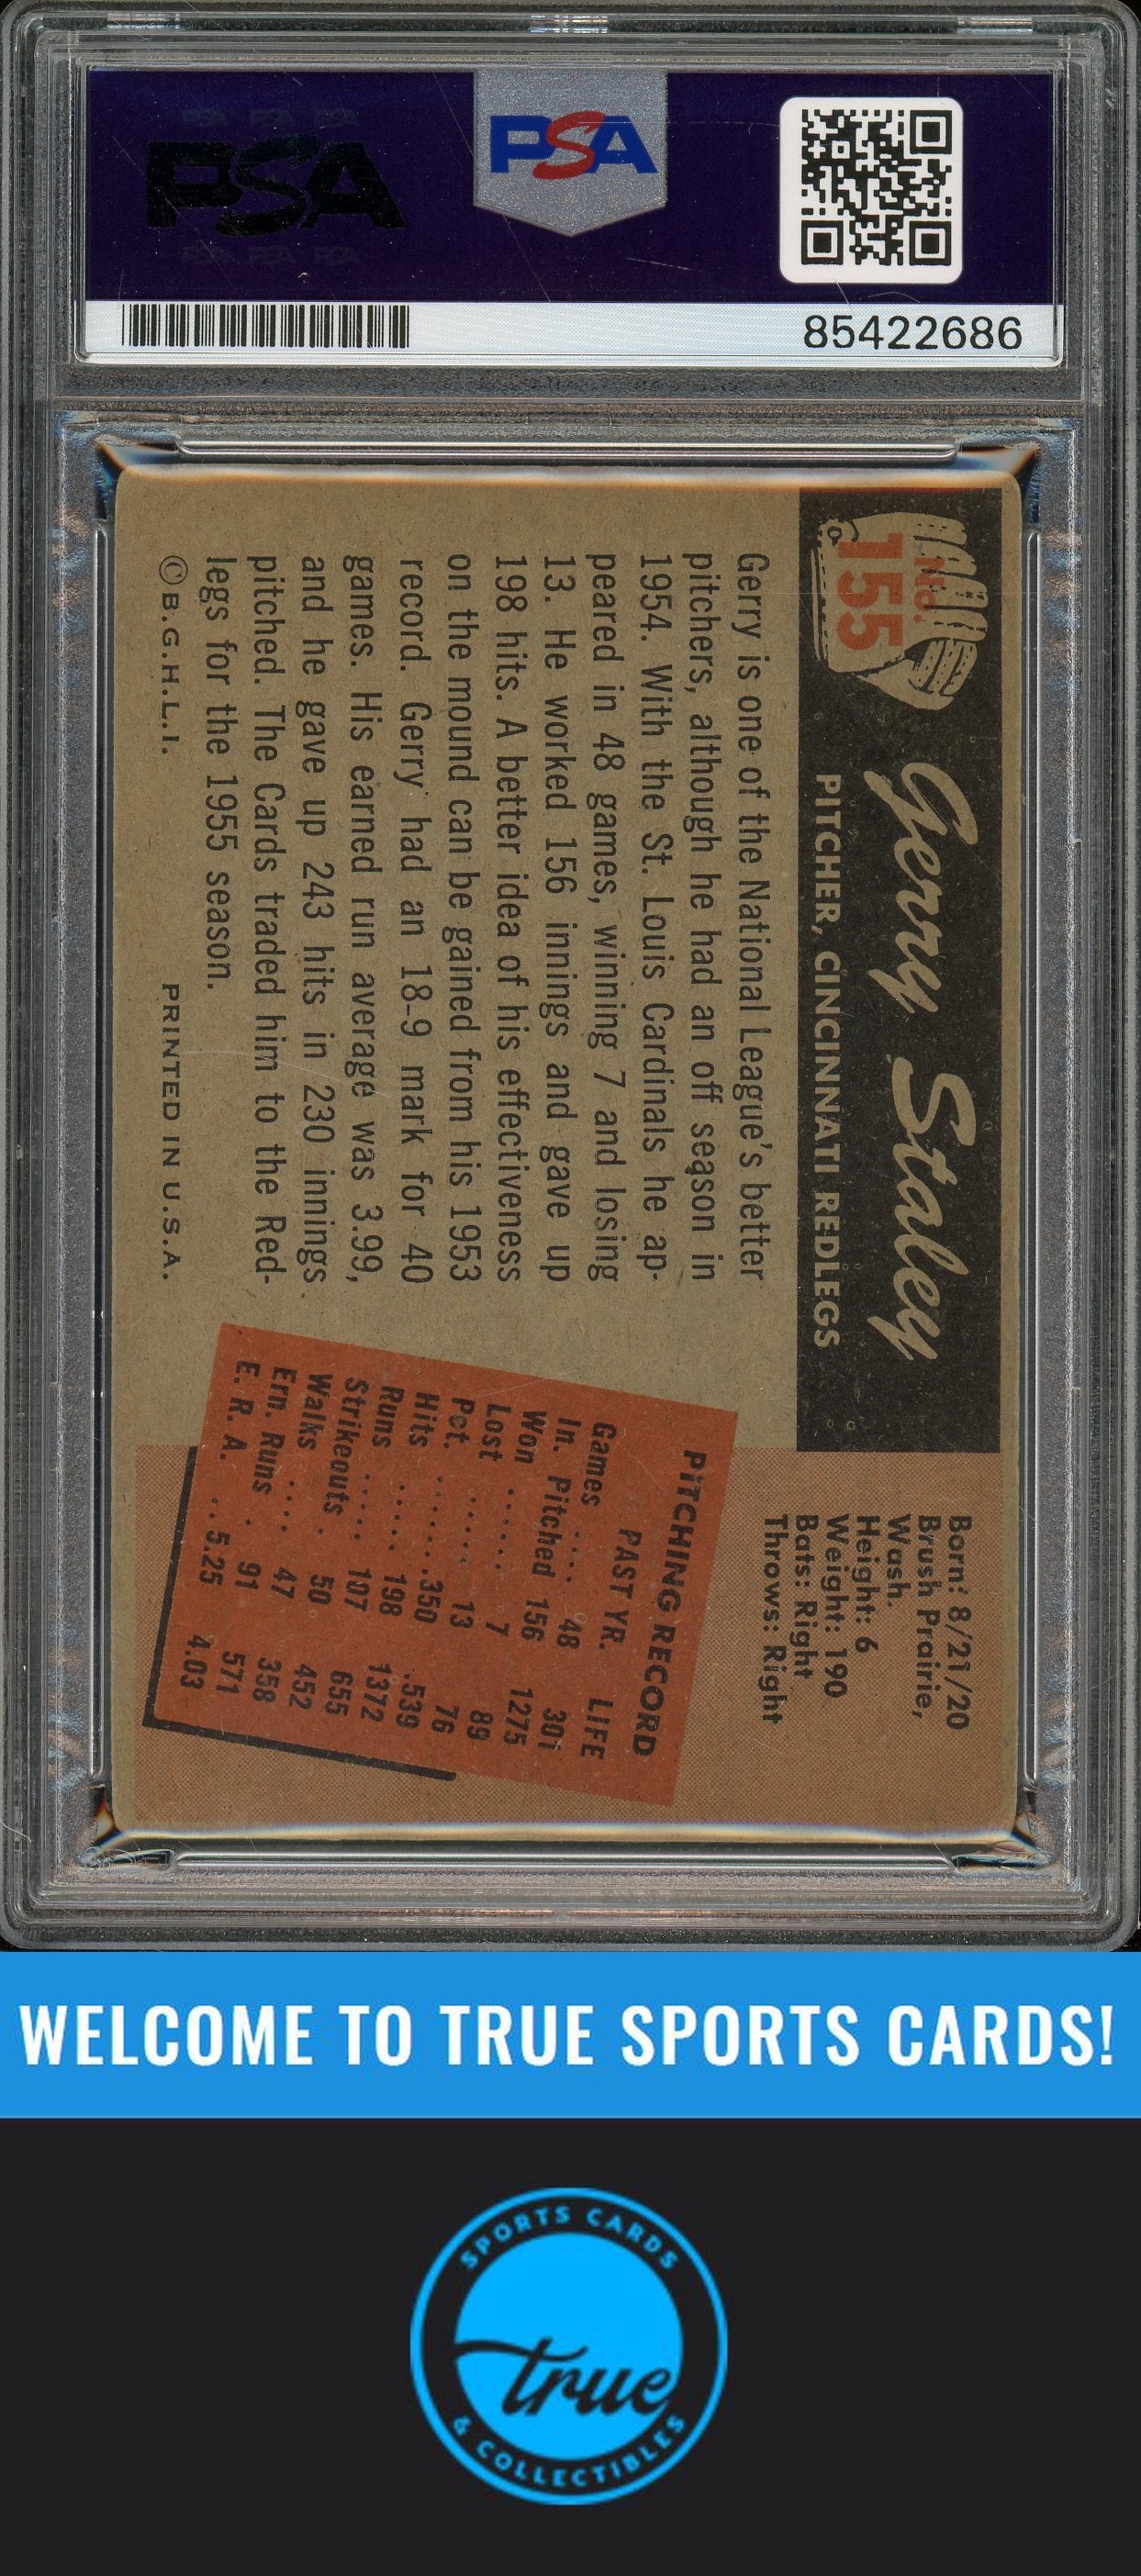 PSA
PSA
85422686
No.
155
Gerry Staley
PITCHER, CINCINNATI REDLEGS
Gerry is one of the National League's better
pitchers, although he had an off season in
1954. With the St. Louis Cardinals he ap-
peared in 48 games, winning 7 and losing
13. He worked 156 innings and gave up
198 hits. A better idea of his effectiveness
on the mound can be gained from his 1953
record. Gerry had an 18-9 mark for 40
games. His earned run average was 3.99,
and he gave up 243 hits in 230 innings
pitched. The Cards traded him to the Red-
legs for the 1955 season.
© B.G.H.L.I. PRINTED IN U.S.A.
Born: 8/21/20
Brush Prairie,
Wash.
Height: 6
Weight: 190
Bats: Right
Throws: Right
PITCHING RECORD
PAST YR. LIFE
Games .... 48 301
In. Pitched 156 1275
Won ...... 7 89
Lost ...... 13 76
Pct. ...... .350 .539
Hits ...... 198 1372
Runs ..... 107 655
Strikeouts . 50 452
Walks .... 47 358
Ern. Runs . 91 571
E. R. A. .. 5.25 4.03
WELCOME TO TRUE SPORTS CARDS!
SPORTS CARDS
true
& COLLECTIBLES